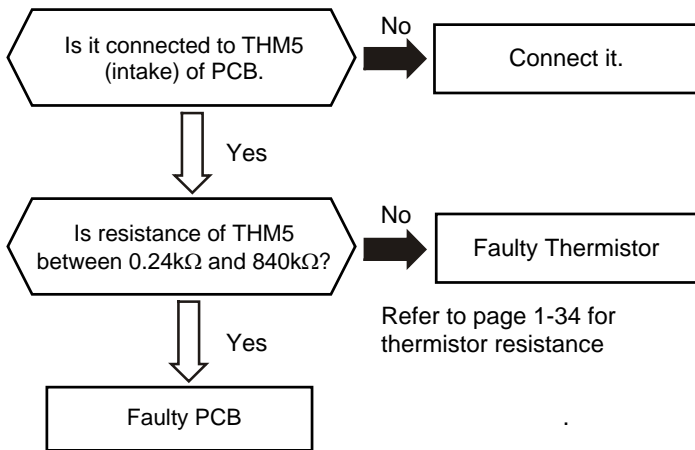 Is it connected to THM5
(intake) of PCB.
No
Connect it.
Yes
Is resistance of THM5
between 0.24kΩ and 840kΩ?
No
Faulty Thermistor
Refer to page 1-34 for
thermistor resistance
Yes
Faulty PCB
.